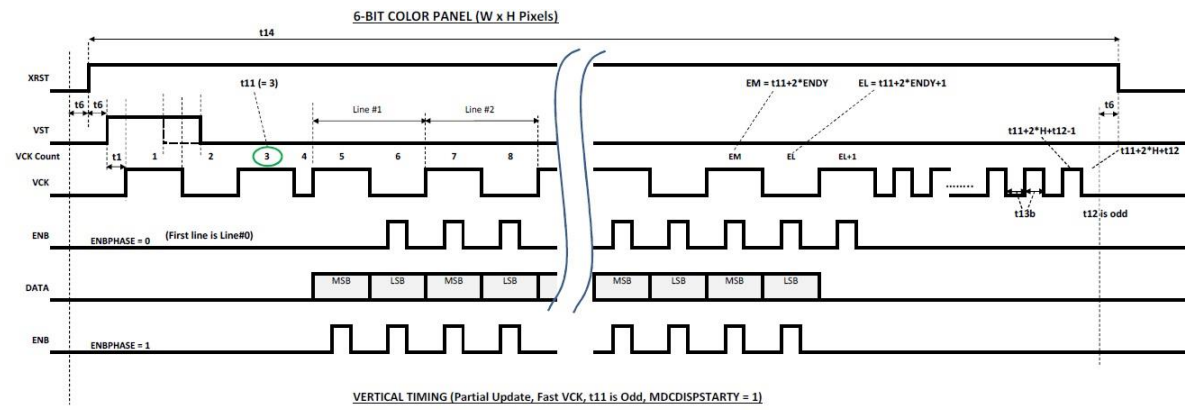 6-BIT COLOR PANEL (W x H Pixels)
t14
XRST
t11 (= 3)
EM = t11+2*ENDY
EL = t11+2*ENDY+1
t6
t6
Line #1
Line #2
t6
VST
t11+2*H+t12-1
t11+2*H+t12
VCK Count
t1
1
2
3
4
5
6
7
8
EM
EL
EL+1
VCK
........
t13b
t12 is odd
ENB
ENBPHASE = 0
(First line is Line#0)
DATA
MSB
LSB
MSB
LSB
MSB
LSB
MSB
LSB
ENB
ENBPHASE = 1
VERTICAL TIMING (Partial Update, Fast VCK, t11 is Odd, MDCDISPSTARTY = 1)